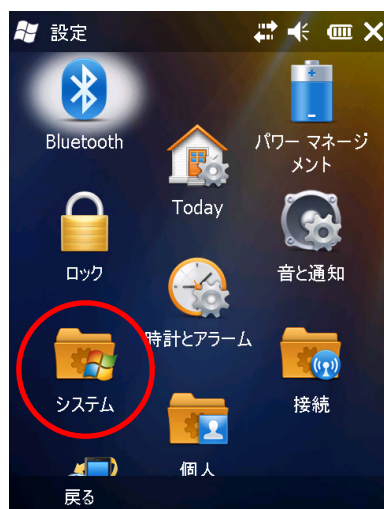 設定
Bluetooth
パワー マネージ
メント
Today
ロック
音と通知
時計とアラーム
システム
接続
個人
戻る